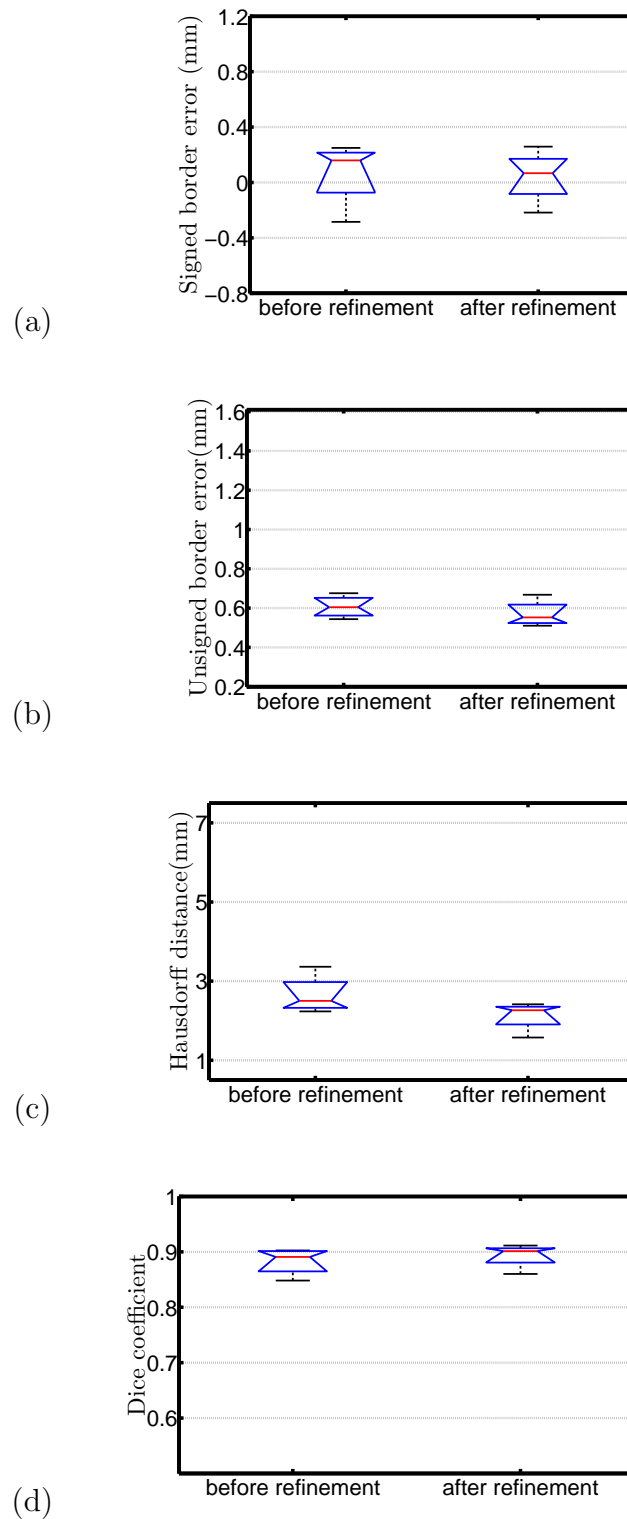 Signed border error (mm)
1.2
0.8
0.4
0
−0.4
−0.8
before refinement after refinement
(a)
Unsigned border error(mm)
1.6
1.4
1
0.8
0.6
0.4
0.2
before refinement after refinement
(b)
Hausdorff distance(mm)
7
5
3
1
before refinement after refinement
(c)
Dice coefficient
1
0.9
0.8
0.7
0.6
before refinement after refinement
(d)